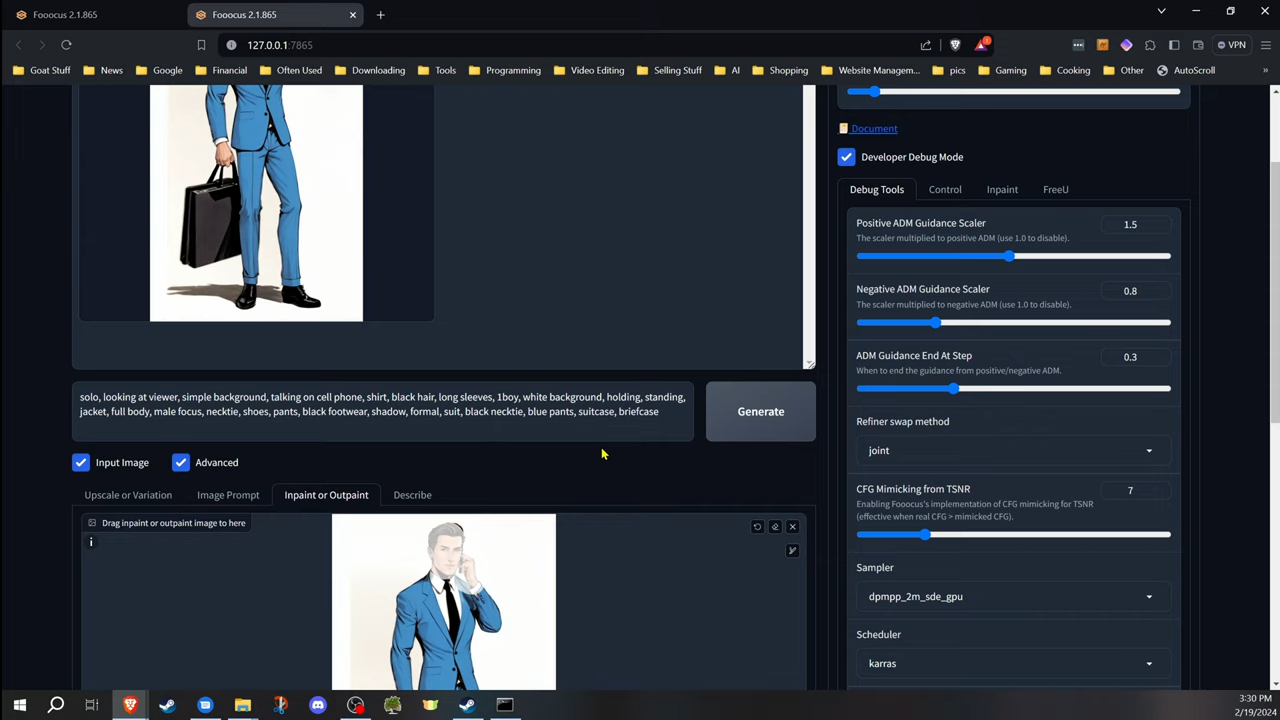 Fooocus 2.1.865
Fooocus 2.1.865
127.0.0.1:7865
VPN
Goat Stuff
News
Google
Financial
Often Used
Downloading
Tools
Programming
Video Editing
Selling Stuff
AI
Shopping
Website Managem...
pics
Gaming
Cooking
Other
AutoScroll
»
Document
Developer Debug Mode
Debug Tools
Control
Inpaint
FreeU
Positive ADM Guidance Scaler
1.5
The scaler multiplied to positive ADM (use 1.0 to disable).
Negative ADM Guidance Scaler
0.8
The scaler multiplied to negative ADM (use 1.0 to disable).
ADM Guidance End At Step
0.3
When to end the guidance from positive/negative ADM.
Refiner swap method
joint
CFG Mimicking from TSNR
7
Enabling Fooocus's implementation of CFG mimicking for TSNR
(effective when real CFG > mimicked CFG).
Sampler
dpmpp_2m_sde_gpu
Scheduler
karras
solo, looking at viewer, simple background, talking on cell phone, shirt, black hair, long sleeves, 1boy, white background, holding, standing,
jacket, full body, male focus, necktie, shoes, pants, black footwear, shadow, formal, suit, black necktie, blue pants, suitcase, briefcase
Generate
Input Image
Advanced
Upscale or Variation
Image Prompt
Inpaint or Outpaint
Describe
Drag inpaint or outpaint image to here
3:30 PM
2/19/2024